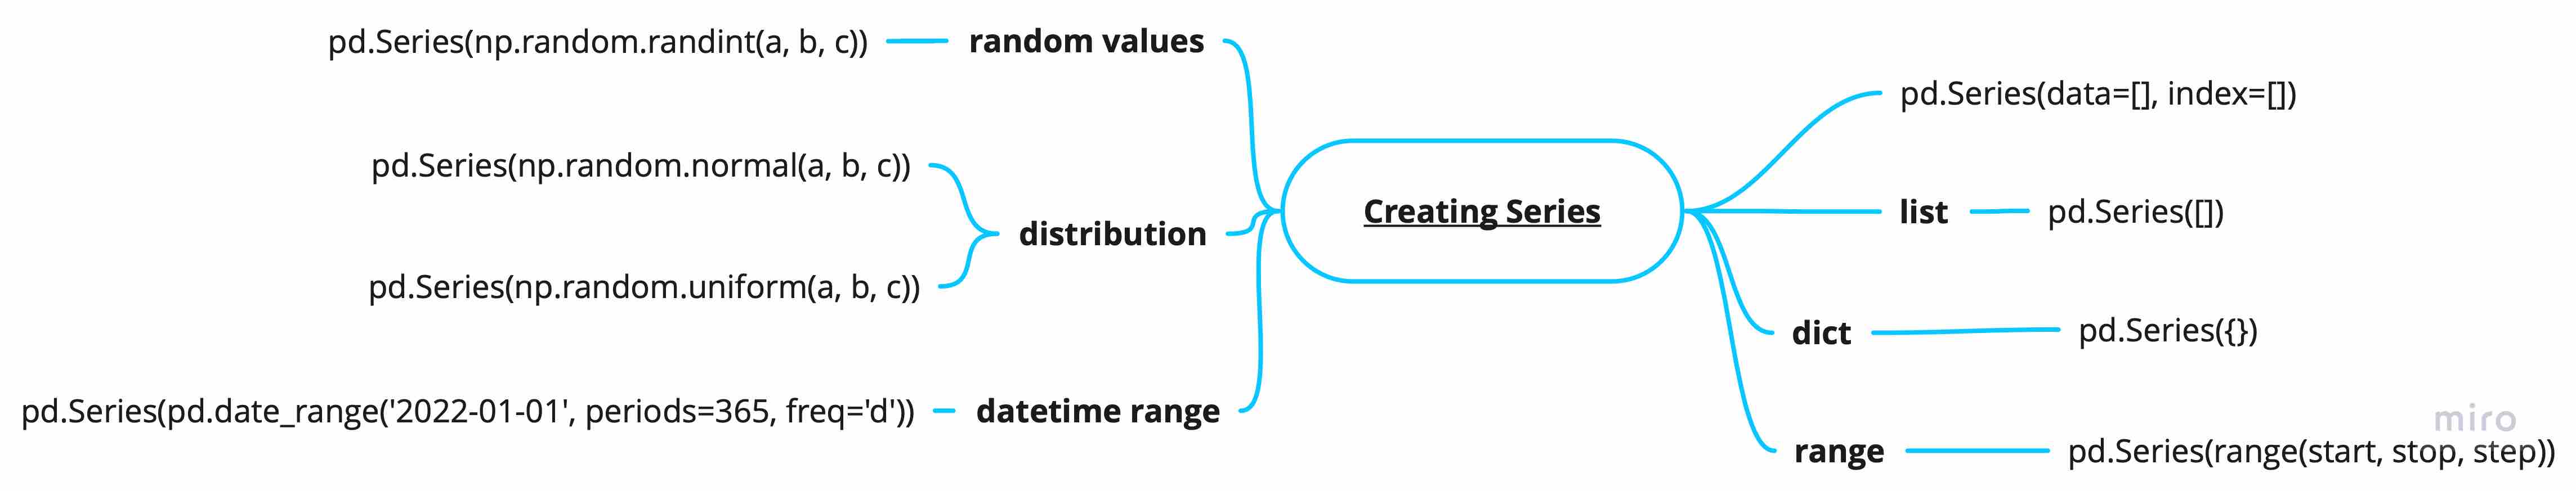 pd.Series(np.random.randint(a, b, c))
random values
pd.Series(np.random.normal(a, b, c))
distribution
pd.Series(np.random.uniform(a, b, c))
pd.Series(pd.date_range('2022-01-01', periods=365, freq='d'))
datetime range
Creating Series
pd.Series(data=[], index=[])
list
pd.Series([])
dict
pd.Series({})
range
pd.Series(range(start, stop, step))
miro